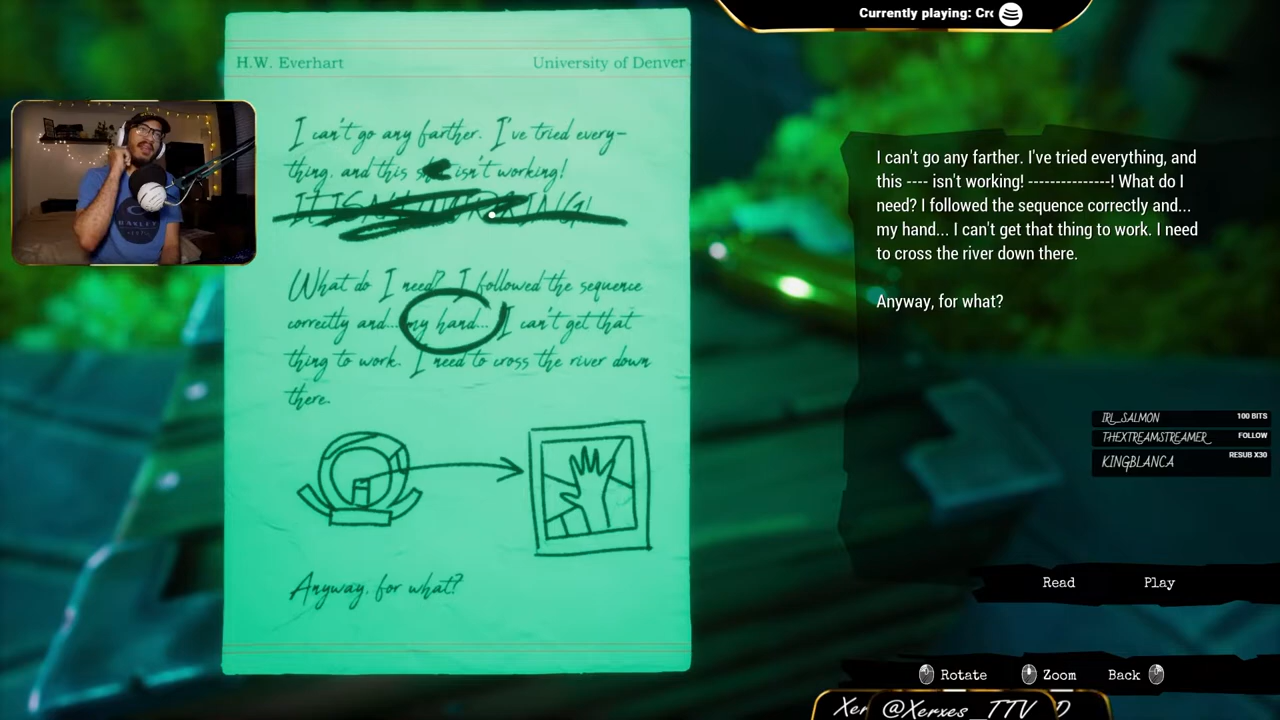 Currently playing: Cr
H.W. Everhart
University of Denver
I can't go any farther. I've tried every-
thing, and this isn't working!
What do I need? I followed the sequence
correctly and... my hand... I can't get that
thing to work. I need to cross the river down
there.
Anyway, for what?
I can't go any farther. I've tried everything, and
this ---- isn't working! --------------! What do I
need? I followed the sequence correctly and...
my hand... I can't get that thing to work. I need
to cross the river down there.
Anyway, for what?
IRL_SALMON 100 BITS
THEXTREAMSTREAMER_ FOLLOW
KINGBLANCA RESUB X30
Read Play
Rotate Zoom Back
Xer @Xerxes_TTV D